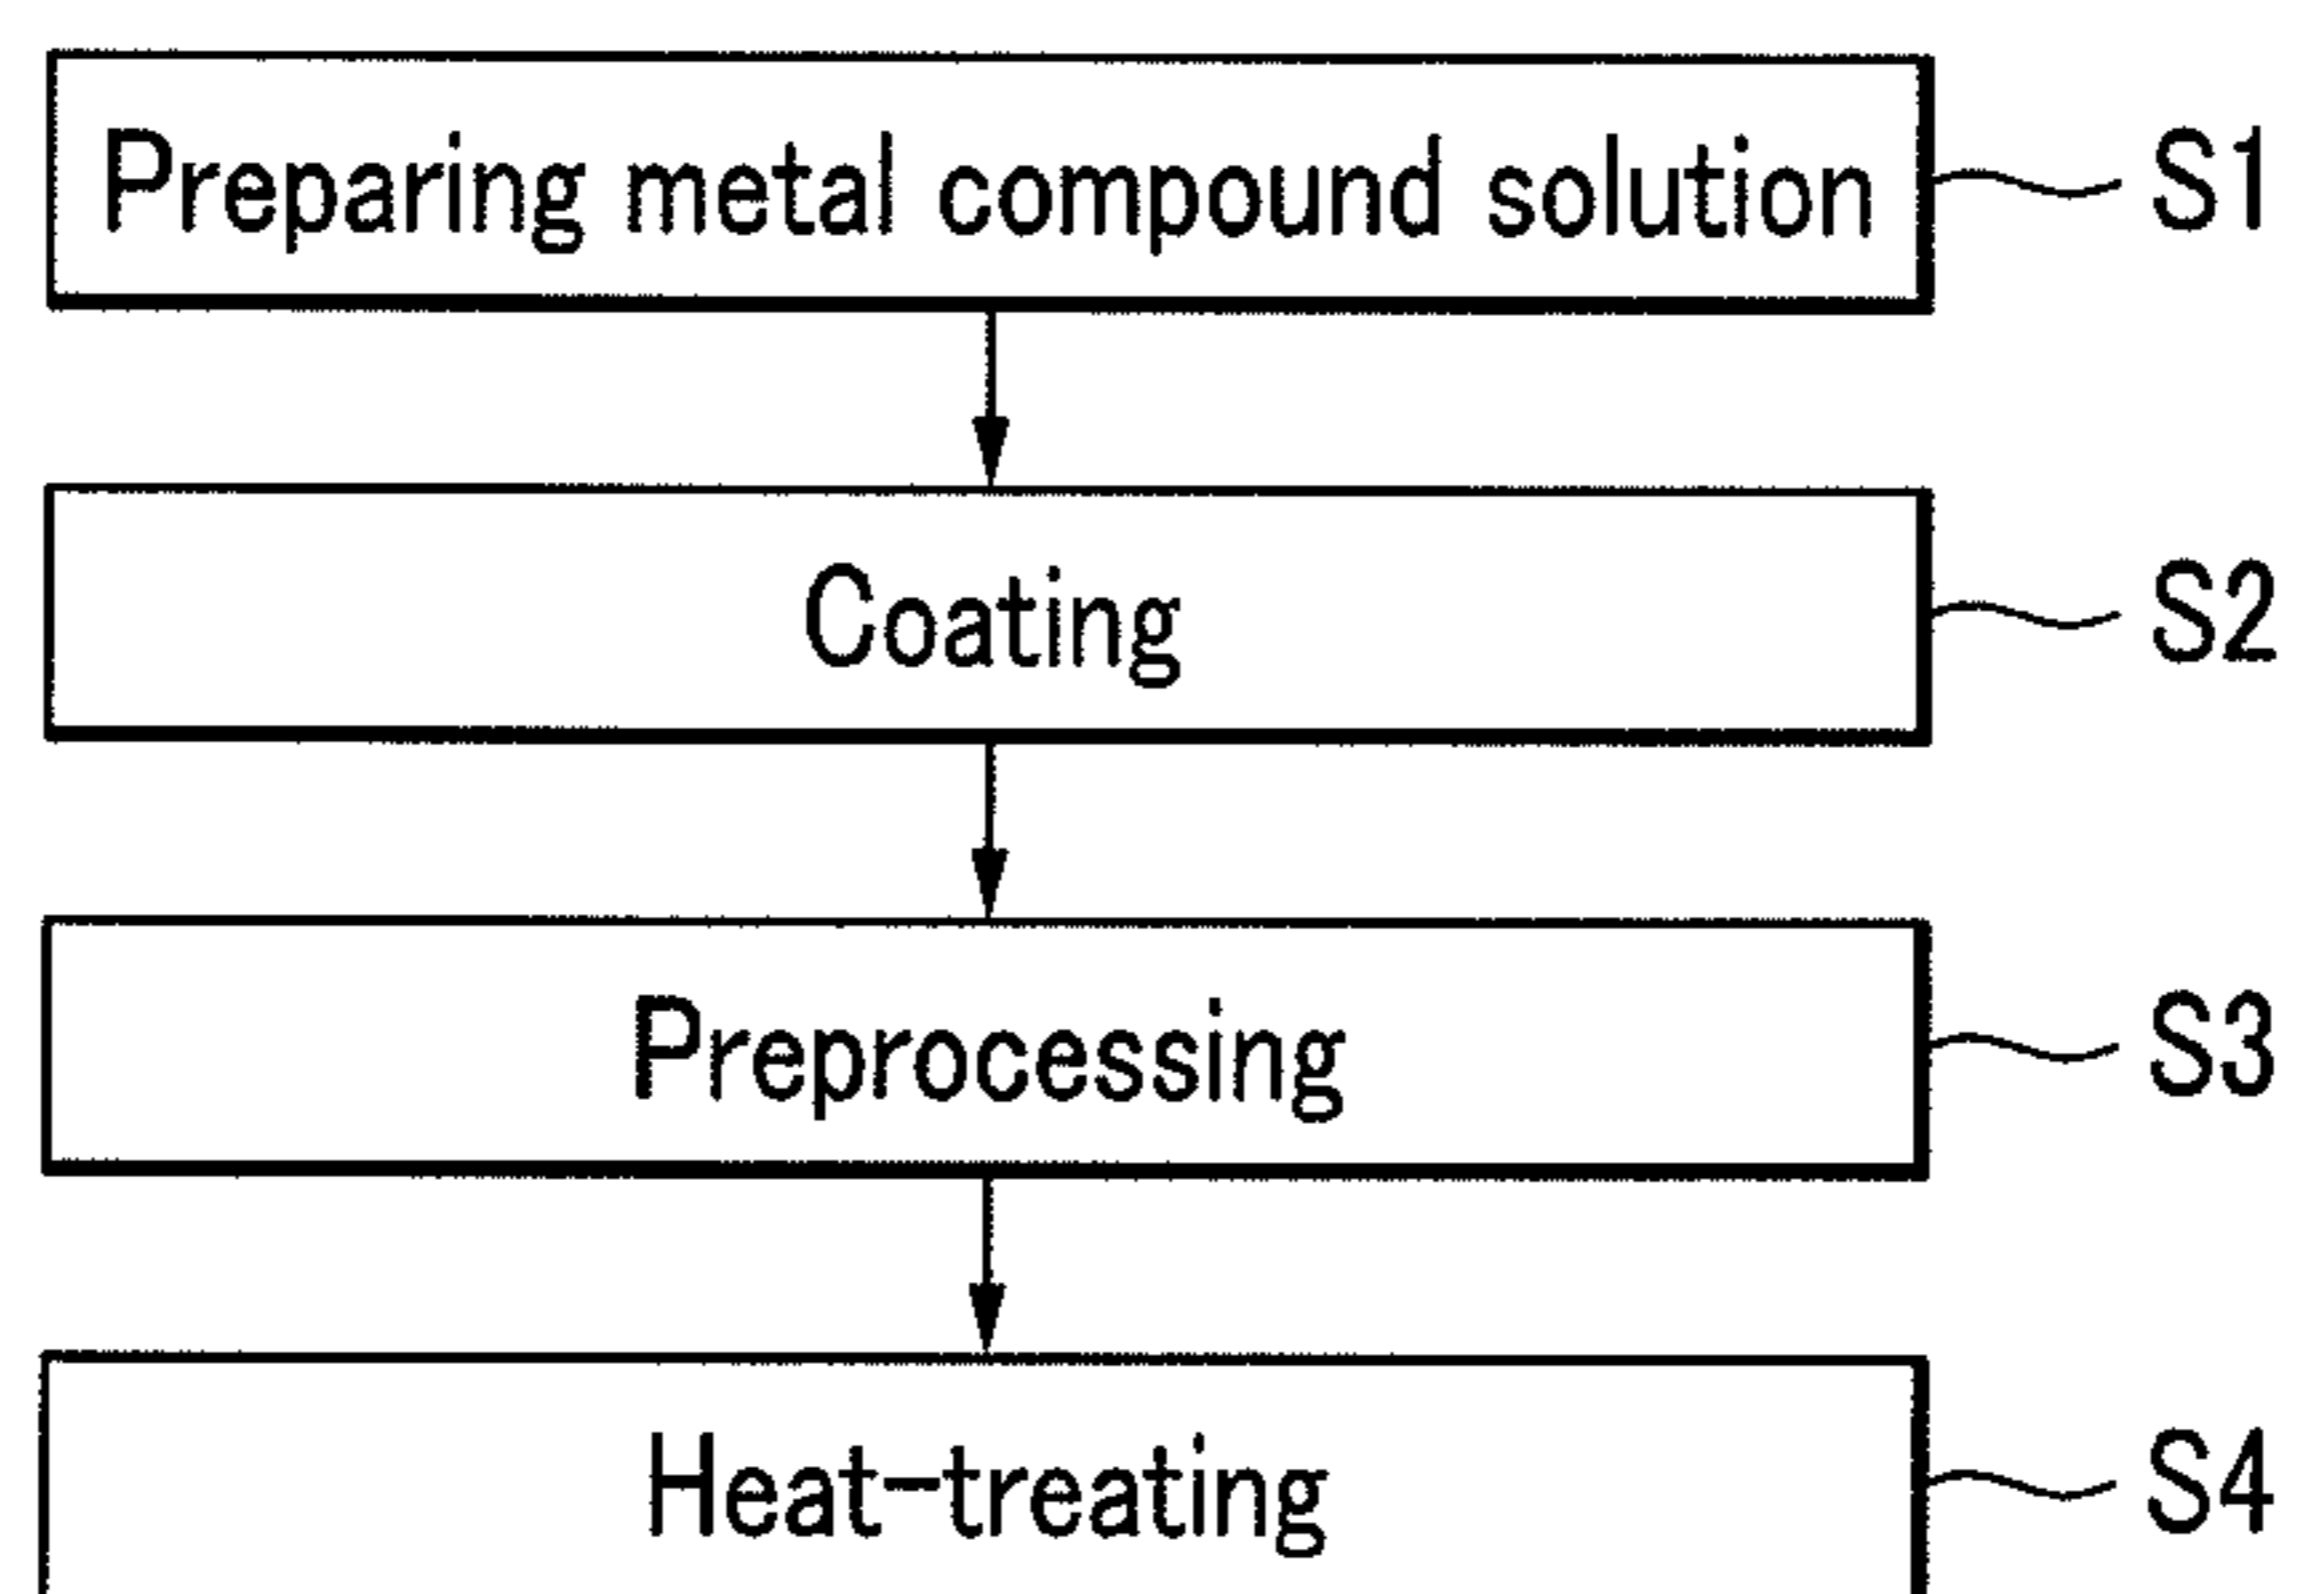 Preparing metal compound solution S1
Coating S2
Preprocessing S3
Heat-treating S4